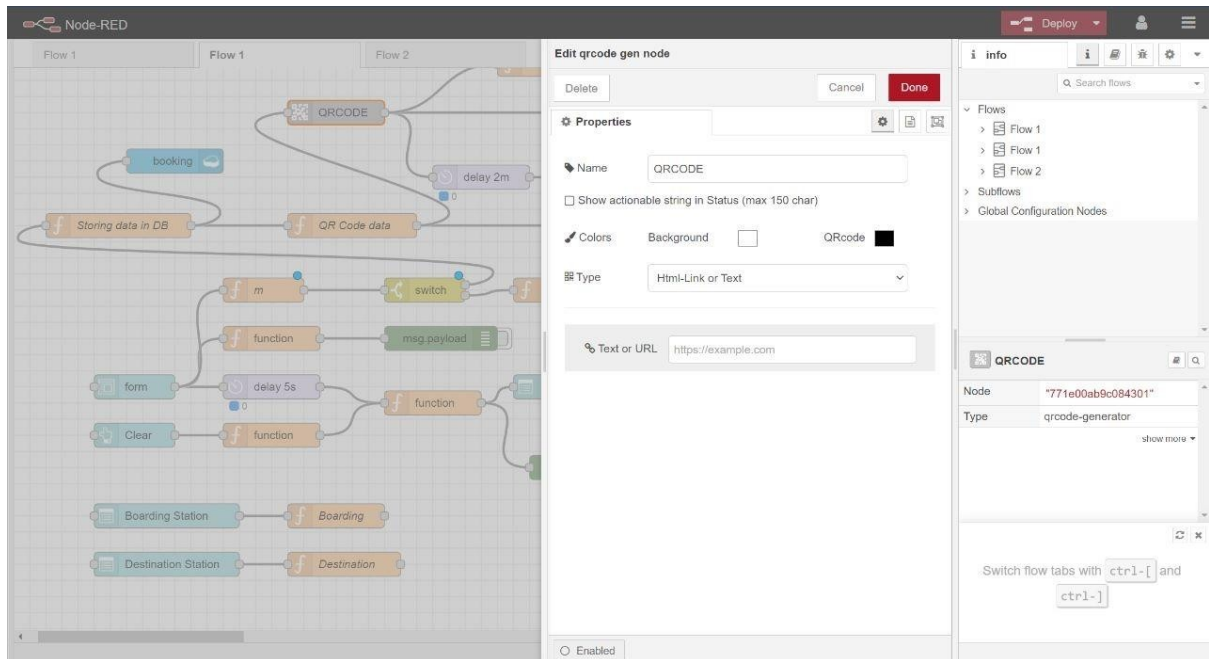 Node-RED
Deploy
Flow 1
Flow 1
Flow 2
QRCODE
booking
delay 2m
0
Storing data in DB
QR Code data
m
switch
function
msg.payload
form
delay 5s
0
function
Clear
function
Boarding Station
Boarding
Destination Station
Destination
Edit qrcode gen node
Delete
Cancel
Done
Properties
Name
QRCODE
Show actionable string in Status (max 150 char)
Colors
Background
QRcode
Type
Html-Link or Text
Text or URL
https://example.com
Enabled
i info
i
Search flows
Flows
Flow 1
Flow 1
Flow 2
Subflows
Global Configuration Nodes
QRCODE
Node
"771e00ab9c084301"
Type
qrcode-generator
show more
Switch flow tabs with ctrl-[ and
ctrl-]